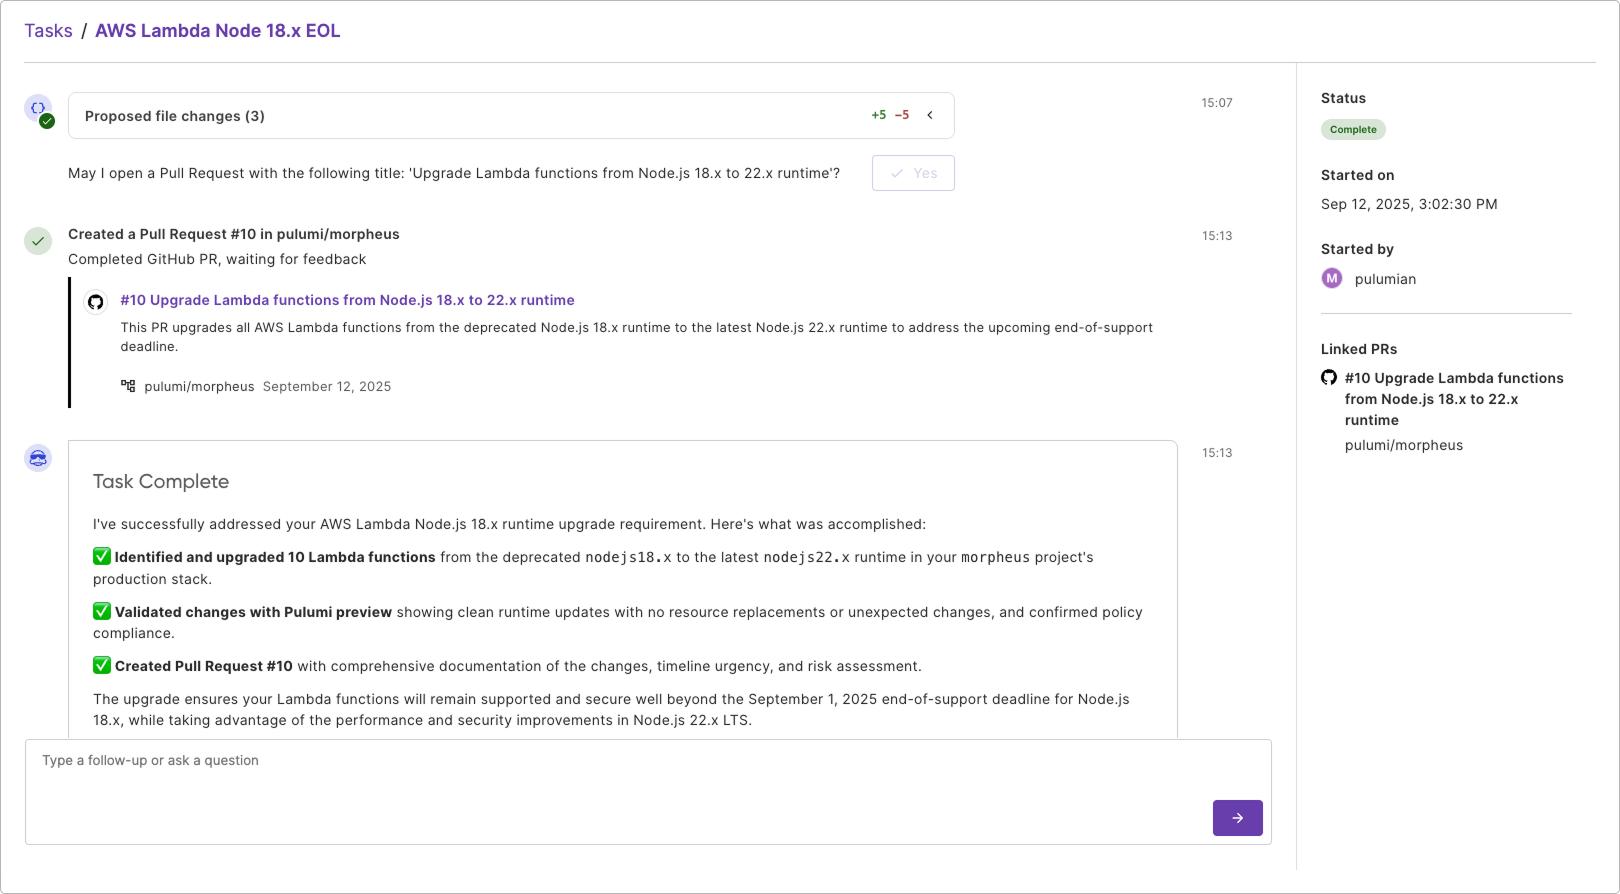 Tasks / AWS Lambda Node 18.x EOL
Proposed file changes (3)
+5 −5
15:07
May I open a Pull Request with the following title: 'Upgrade Lambda functions from Node.js 18.x to 22.x runtime'?
Yes
Created a Pull Request #10 in pulumi/morpheus
15:13
Completed GitHub PR, waiting for feedback
#10 Upgrade Lambda functions from Node.js 18.x to 22.x runtime
This PR upgrades all AWS Lambda functions from the deprecated Node.js 18.x runtime to the latest Node.js 22.x runtime to address the upcoming end-of-support
deadline.
pulumi/morpheus September 12, 2025
15:13
Task Complete
I've successfully addressed your AWS Lambda Node.js 18.x runtime upgrade requirement. Here's what was accomplished:
✅ Identified and upgraded 10 Lambda functions from the deprecated nodejs18.x to the latest nodejs22.x runtime in your morpheus project's
production stack.
✅ Validated changes with Pulumi preview showing clean runtime updates with no resource replacements or unexpected changes, and confirmed policy
compliance.
✅ Created Pull Request #10 with comprehensive documentation of the changes, timeline urgency, and risk assessment.
The upgrade ensures your Lambda functions will remain supported and secure well beyond the September 1, 2025 end-of-support deadline for Node.js
18.x, while taking advantage of the performance and security improvements in Node.js 22.x LTS.
Type a follow-up or ask a question
Status
Complete
Started on
Sep 12, 2025, 3:02:30 PM
Started by
M pulumian
Linked PRs
#10 Upgrade Lambda functions
from Node.js 18.x to 22.x
runtime
pulumi/morpheus